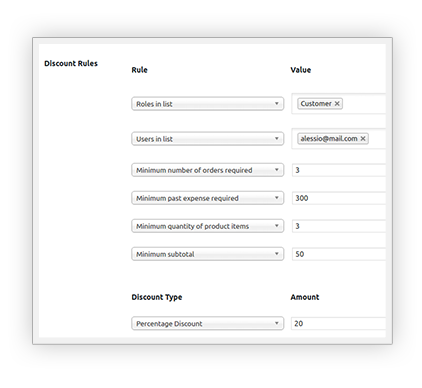 Discount Rules
Rule Value
Roles in list Customer ×
Users in list alessio@mail.com ×
Minimum number of orders required 3
Minimum past expense required 300
Minimum quantity of product items 3
Minimum subtotal 50
Discount Type Amount
Percentage Discount 20